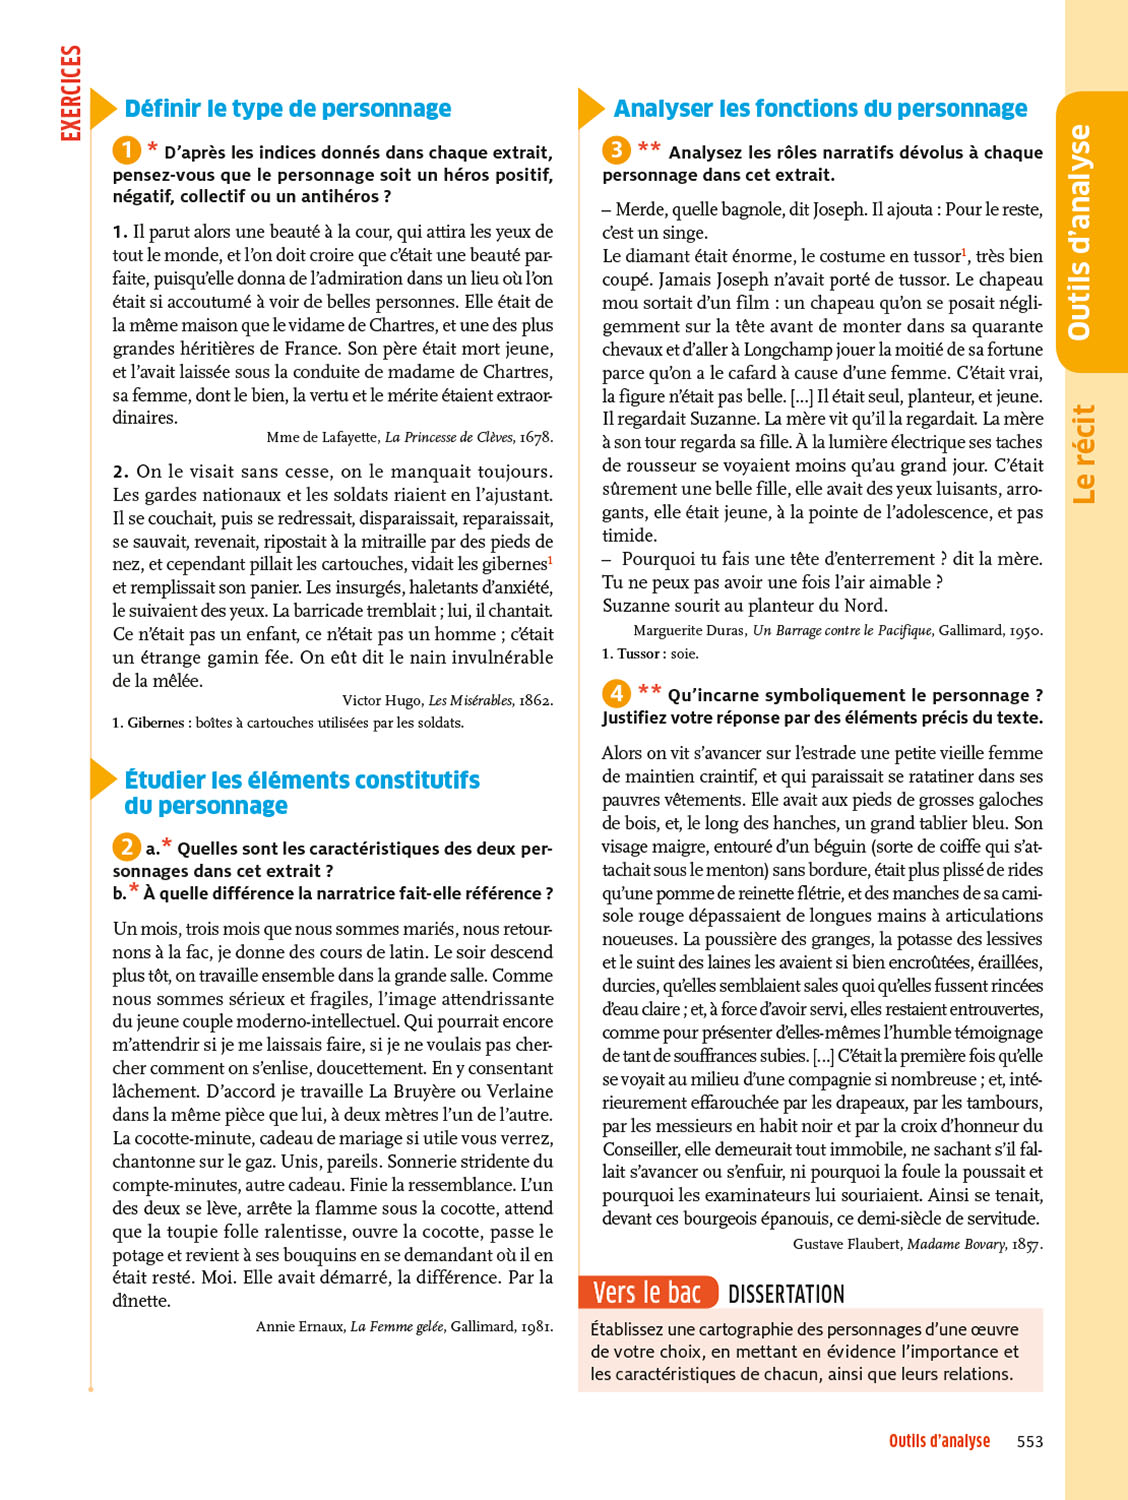 EXERCICES
Définir le type de personnage
1 * D’après les indices donnés dans chaque extrait,
pensez-vous que le personnage soit un héros positif,
négatif, collectif ou un antihéros ?
1. Il parut alors une beauté à la cour, qui attira les yeux de
tout le monde, et l’on doit croire que c’était une beauté par-
faite, puisqu’elle donna de l’admiration dans un lieu où l’on
était si accoutumé à voir de belles personnes. Elle était de
la même maison que le vidame de Chartres, et une des plus
grandes héritières de France. Son père était mort jeune,
et l’avait laissée sous la conduite de madame de Chartres,
sa femme, dont le bien, la vertu et le mérite étaient extraor-
dinaires.
Mme de Lafayette, La Princesse de Clèves, 1678.
2. On le visait sans cesse, on le manquait toujours.
Les gardes nationaux et les soldats riaient en l’ajustant.
Il se couchait, puis se redressait, disparaissait, reparaissait,
se sauvait, revenait, ripostait à la mitraille par des pieds de
nez, et cependant pillait les cartouches, vidait les gibernes1
et remplissait son panier. Les insurgés, haletants d’anxiété,
le suivaient des yeux. La barricade tremblait ; lui, il chantait.
Ce n’était pas un enfant, ce n’était pas un homme ; c’était
un étrange gamin fée. On eût dit le nain invulnérable
de la mêlée.
Victor Hugo, Les Misérables, 1862.
1. Gibernes : boîtes à cartouches utilisées par les soldats.
Étudier les éléments constitutifs
du personnage
2 a.* Quelles sont les caractéristiques des deux per-
sonnages dans cet extrait ?
b.* À quelle différence la narratrice fait-elle référence ?
Un mois, trois mois que nous sommes mariés, nous retour-
nons à la fac, je donne des cours de latin. Le soir descend
plus tôt, on travaille ensemble dans la grande salle. Comme
nous sommes sérieux et fragiles, l’image attendrissante
du jeune couple moderno-intellectuel. Qui pourrait encore
m’attendrir si je me laissais faire, si je ne voulais pas cher-
cher comment on s’enlise, doucettement. En y consentant
lâchement. D’accord je travaille La Bruyère ou Verlaine
dans la même pièce que lui, à deux mètres l’un de l’autre.
La cocotte-minute, cadeau de mariage si utile vous verrez,
chantonne sur le gaz. Unis, pareils. Sonnerie stridente du
compte-minutes, autre cadeau. Finie la ressemblance. L’un
des deux se lève, arrête la flamme sous la cocotte, attend
que la toupie folle ralentisse, ouvre la cocotte, passe le
potage et revient à ses bouquins en se demandant où il en
était resté. Moi. Elle avait démarré, la différence. Par la
dînette.
Annie Ernaux, La Femme gelée, Gallimard, 1981.
Analyser les fonctions du personnage
3 ** Analysez les rôles narratifs dévolus à chaque
personnage dans cet extrait.
– Merde, quelle bagnole, dit Joseph. Il ajouta : Pour le reste,
c’est un singe.
Le diamant était énorme, le costume en tussor1, très bien
coupé. Jamais Joseph n’avait porté de tussor. Le chapeau
mou sortait d’un film : un chapeau qu’on se posait négli-
gemment sur la tête avant de monter dans sa quarante
chevaux et d’aller à Longchamp jouer la moitié de sa fortune
parce qu’on a le cafard à cause d’une femme. C’était vrai,
la figure n’était pas belle. [...] Il était seul, planteur, et jeune.
Il regardait Suzanne. La mère vit qu’il la regardait. La mère
à son tour regarda sa fille. À la lumière électrique ses taches
de rousseur se voyaient moins qu’au grand jour. C’était
sûrement une belle fille, elle avait des yeux luisants, arro-
gants, elle était jeune, à la pointe de l’adolescence, et pas
timide.
– Pourquoi tu fais une tête d’enterrement ? dit la mère.
Tu ne peux pas avoir une fois l’air aimable ?
Suzanne sourit au planteur du Nord.
Marguerite Duras, Un Barrage contre le Pacifique, Gallimard, 1950.
1. Tussor : soie.
4 ** Qu’incarne symboliquement le personnage ?
Justifiez votre réponse par des éléments précis du texte.
Alors on vit s’avancer sur l’estrade une petite vieille femme
de maintien craintif, et qui paraissait se ratatiner dans ses
pauvres vêtements. Elle avait aux pieds de grosses galoches
de bois, et, le long des hanches, un grand tablier bleu. Son
visage maigre, entouré d’un béguin (sorte de coiffe qui s’at-
tachait sous le menton) sans bordure, était plus plissé de rides
qu’une pomme de reinette flétrie, et des manches de sa cami-
sole rouge dépassaient de longues mains à articulations
noueuses. La poussière des granges, la potasse des lessives
et le suint des laines les avaient si bien encroûtées, éraillées,
durcies, qu’elles semblaient sales quoi qu’elles fussent rincées
d’eau claire ; et, à force d’avoir servi, elles restaient entrouvertes,
comme pour présenter d’elles-mêmes l’humble témoignage
de tant de souffrances subies. [...] C’était la première fois qu’elle
se voyait au milieu d’une compagnie si nombreuse ; et, inté-
rieurement effarouchée par les drapeaux, par les tambours,
par les messieurs en habit noir et par la croix d’honneur du
Conseiller, elle demeurait tout immobile, ne sachant s’il fal-
lait s’avancer ou s’enfuir, ni pourquoi la foule la poussait et
pourquoi les examinateurs lui souriaient. Ainsi se tenait,
devant ces bourgeois épanouis, ce demi-siècle de servitude.
Gustave Flaubert, Madame Bovary, 1857.
Vers le bac DISSERTATION
Établissez une cartographie des personnages d’une œuvre
de votre choix, en mettant en évidence l’importance et
les caractéristiques de chacun, ainsi que leurs relations.
Outils d’analyse
Le récit
Outils d’analyse 553